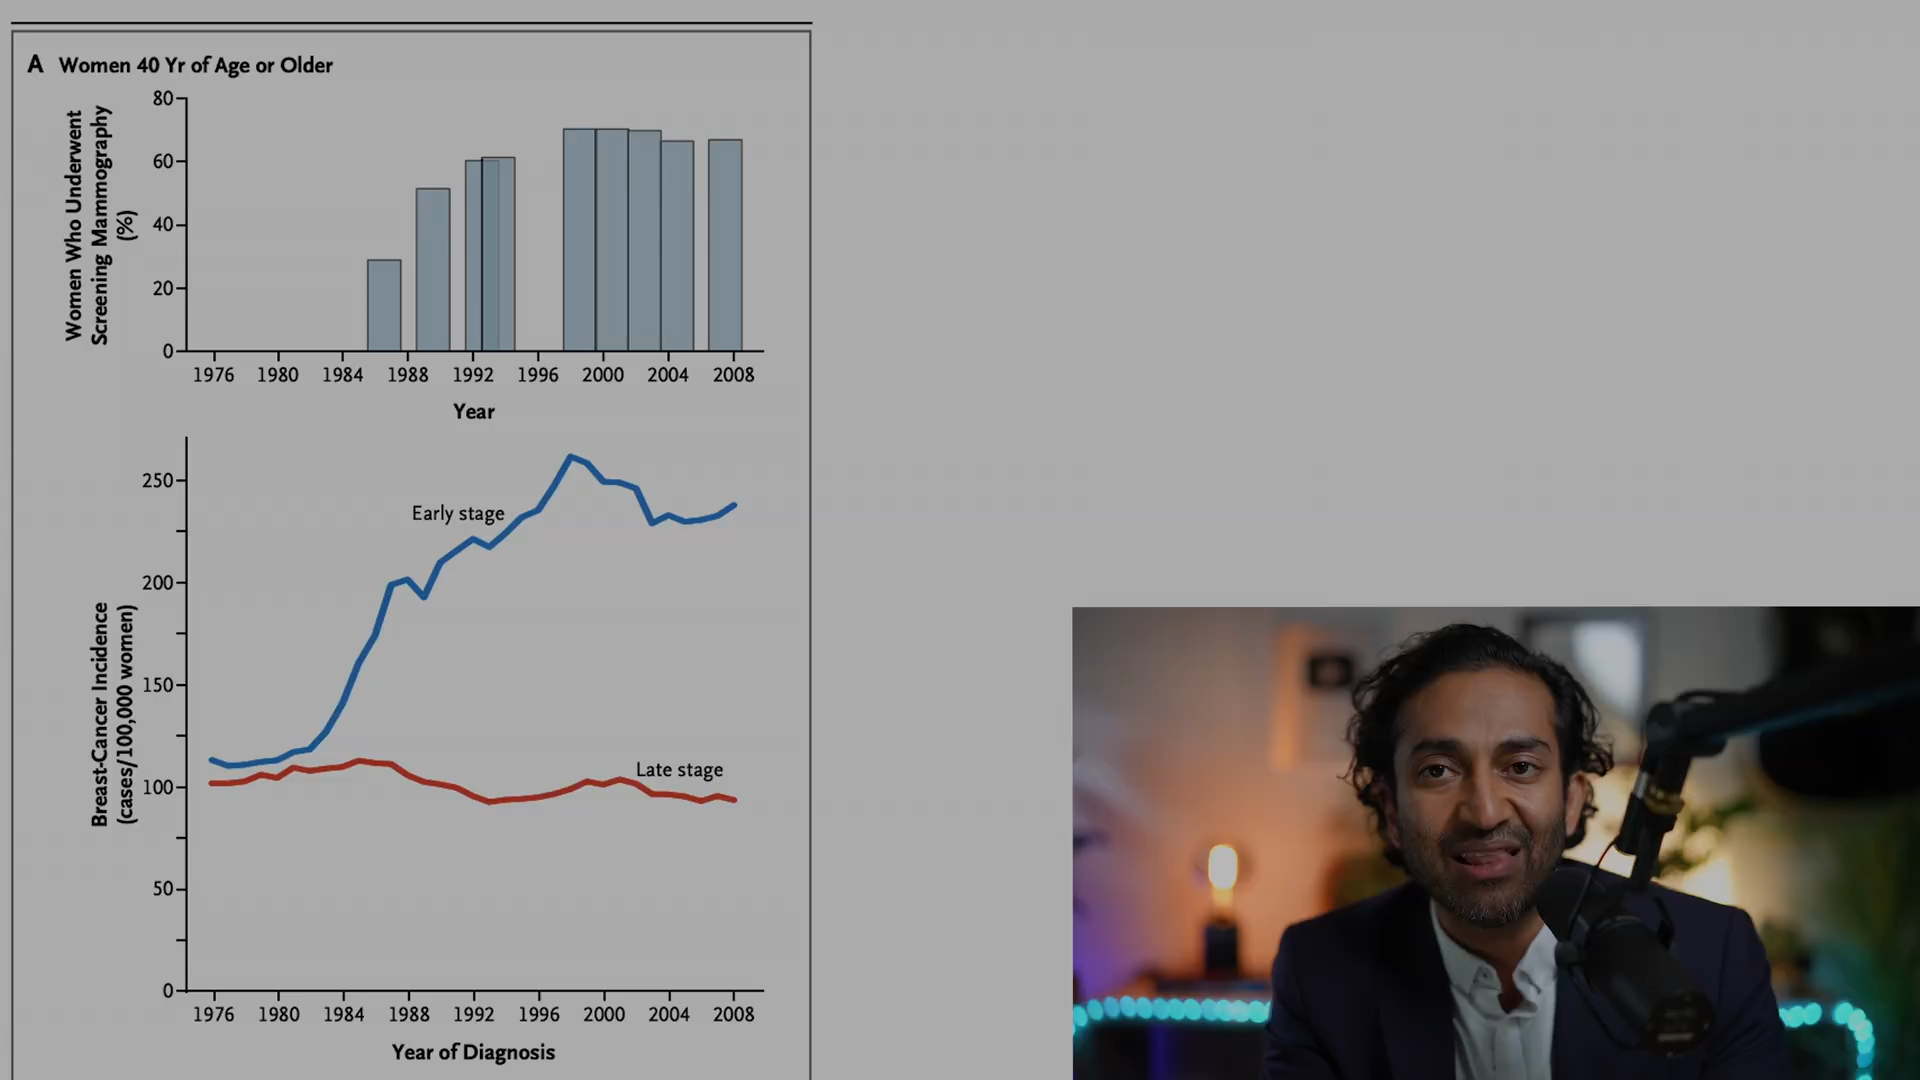 A Women 40 Yr of Age or Older
Women Who Underwent
Screening Mammography
(%)
80
60
40
20
0
1976 1980 1984 1988 1992 1996 2000 2004 2008
Year
Breast-Cancer Incidence
(cases/100,000 women)
250
200
150
100
50
0
Early stage
Late stage
1976 1980 1984 1988 1992 1996 2000 2004 2008
Year of Diagnosis